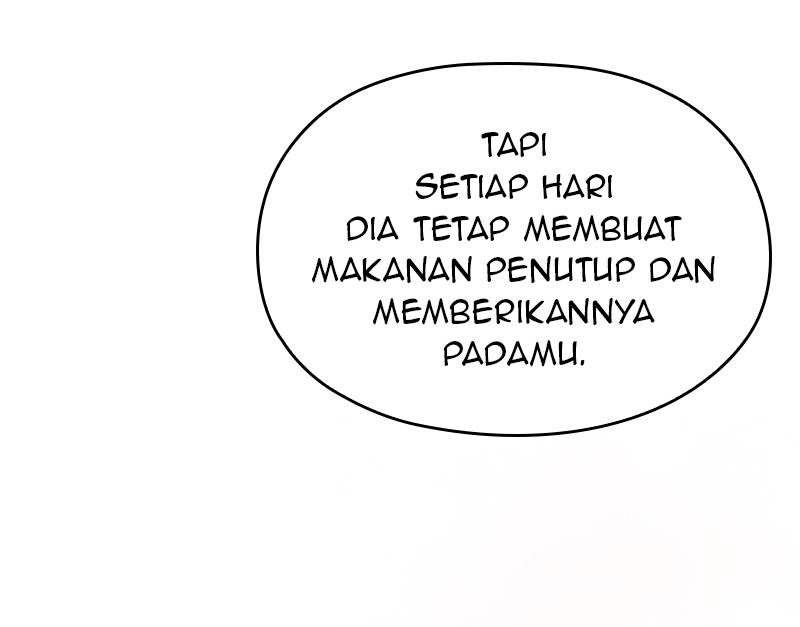 TAPI
SETIAP HARI
DIA TETAP MEMBUAT
MAKANAN PENUTUP DAN
MEMBERIKANNYA
PADAMU.